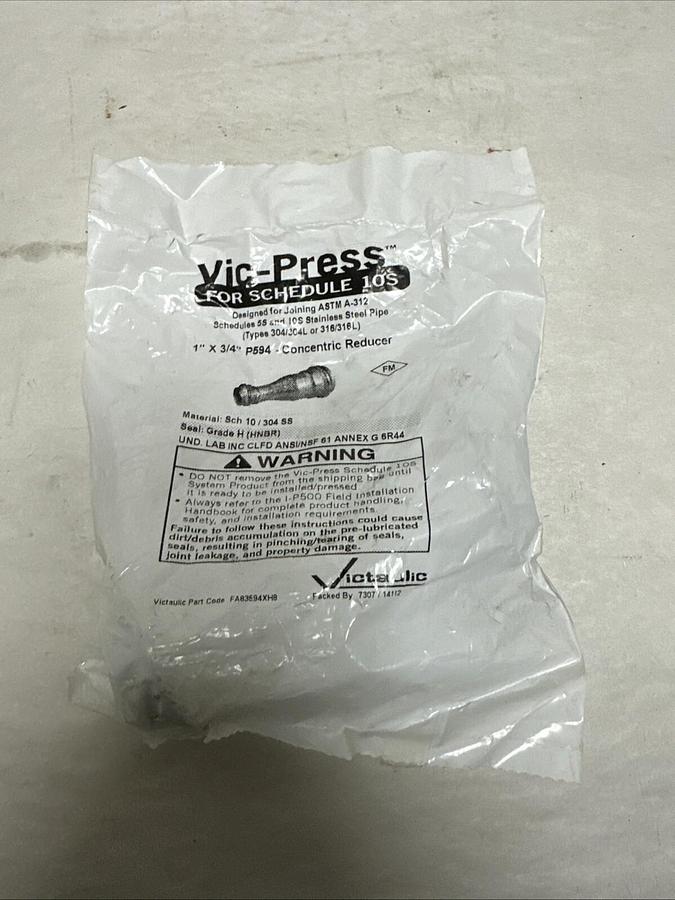 Vic-Press™
FOR SCHEDULE 10S
Designed for Joining ASTM A-312
Schedules 5S and 10S Stainless Steel Pipe
(Types 304/304L or 316/316L)
1" X 3/4" P594 - Concentric Reducer
FM
Material: Sch 10 / 304 SS
Seal: Grade H (HNBR)
UND. LAB INC CLFD ANSI/NSF 61 ANNEX G 6R44
WARNING
• DO NOT remove the Vic-Press Schedule 10S
System Product from the shipping bag until
it is ready to be installed/pressed.
• Always refer to the I-P500 Field Installation
Handbook for complete product handling,
safety, and installation requirements.
Failure to follow these instructions could cause
dirt/debris accumulation on the pre-lubricated
seals, resulting in pinching/tearing of seals,
joint leakage, and property damage.
Victaulic
Victaulic Part Code FA83594XH8 Packed By 7307 / 14112